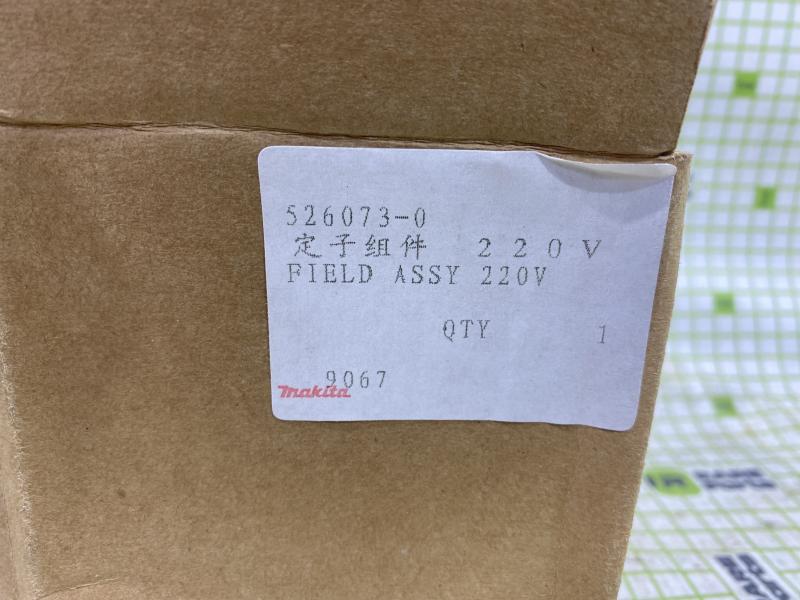 526073-0
定子组件 220V
FIELD ASSY 220V
QTY 1
9067
makita